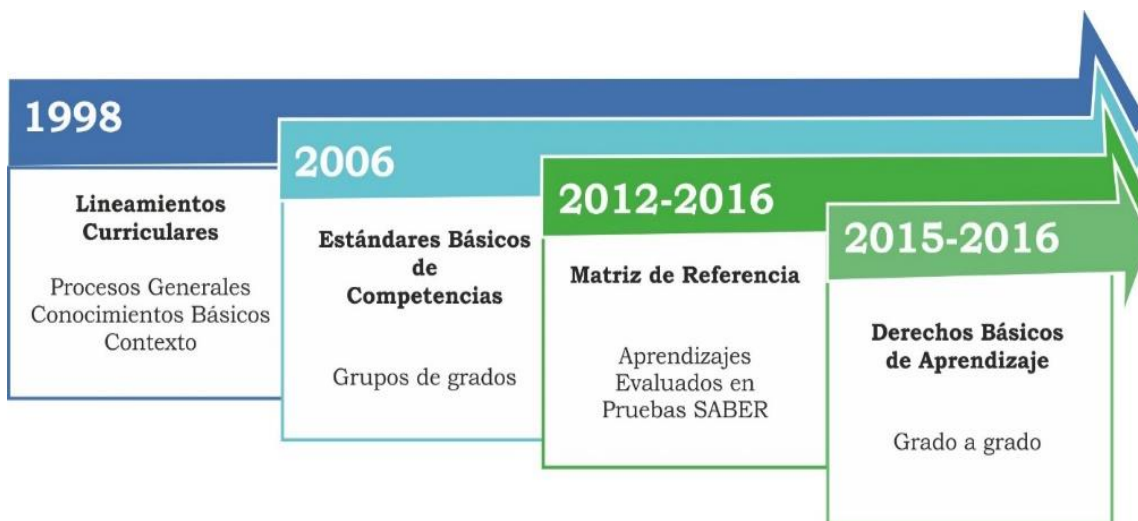 1998
Lineamientos
Curriculares
Procesos Generales
Conocimientos Básicos
Contexto
2006
Estándares Básicos
de
Competencias
Grupos de grados
2012-2016
Matriz de Referencia
Aprendizajes
Evaluados en
Pruebas SABER
2015-2016
Derechos Básicos
de Aprendizaje
Grado a grado